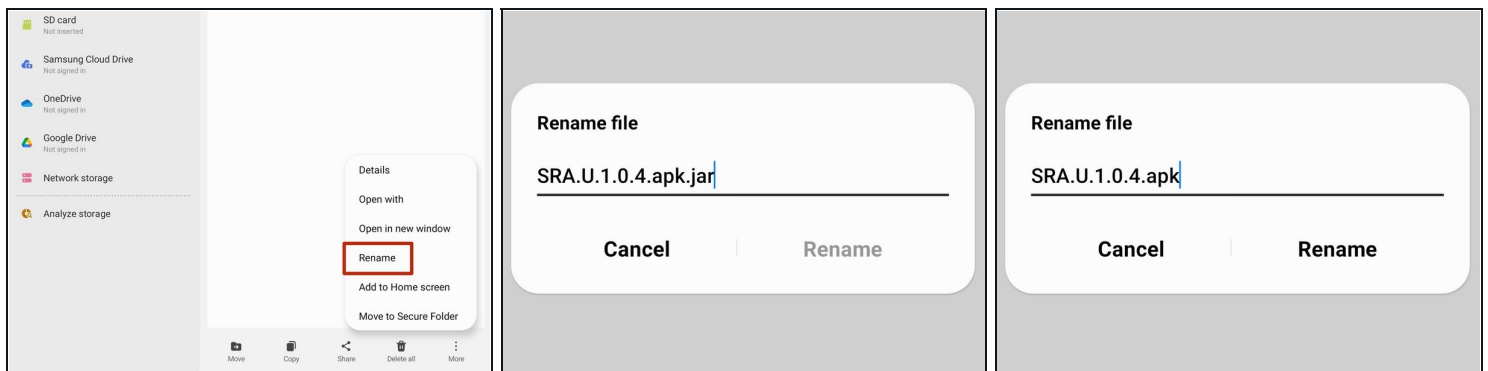 SD card
Not inserted
Samsung Cloud Drive
Not signed in
OneDrive
Not signed in
Google Drive
Not signed in
Network storage
Analyze storage
Details
Open with
Open in new window
Rename
Add to Home screen
Move to Secure Folder
Move Copy Share Delete all More
Rename file
SRA.U.1.0.4.apk.jar
Cancel Rename
Rename file
SRA.U.1.0.4.apk
Cancel Rename